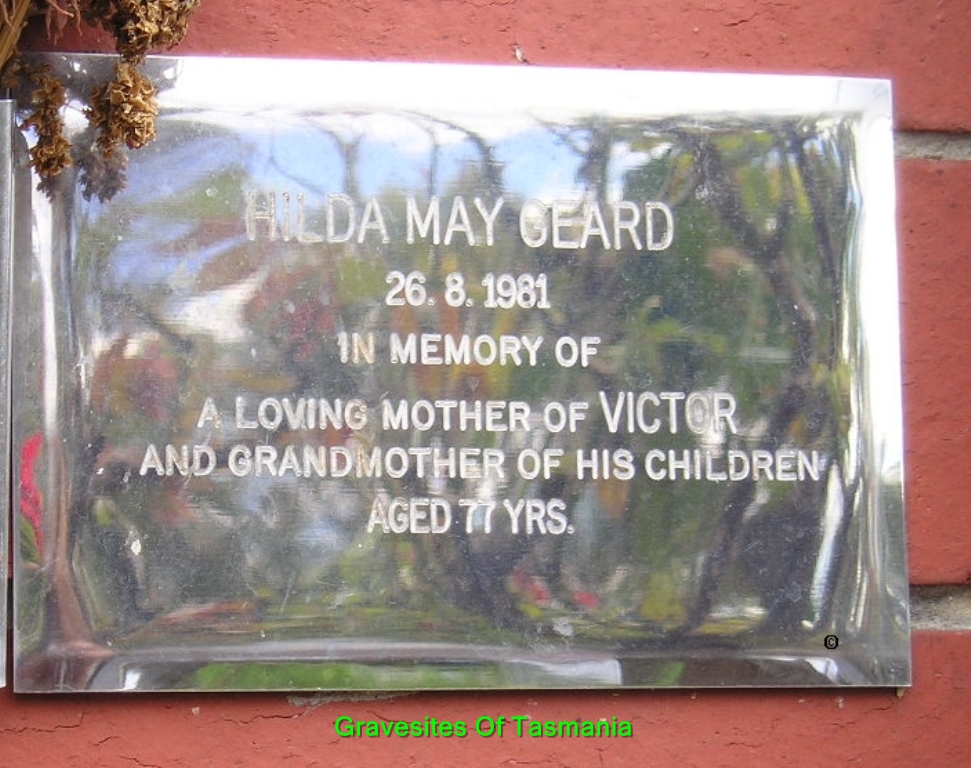 HILDA MAY GEARD
26. 8. 1981
IN MEMORY OF
A LOVING MOTHER OF VICTOR
AND GRANDMOTHER OF HIS CHILDREN
AGED 77 YRS.
©
Gravesites Of Tasmania